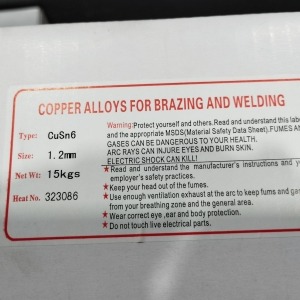 COPPER ALLOYS FOR BRAZING AND WELDING
Type: CuSn6
Size: 1.2mm
Net Wt: 15kgs
Heat No. 323086
Warning:Protect yourself and others.Read and understand this label
and the appropriate MSDS(Material Safety Data Sheet).FUMES AND
GASES CAN BE DANGEROUS TO YOUR HEALTH.
ARC RAYS CAN INJURE EYES AND BURN SKIN.
ELECTRIC SHOCK CAN KILL!
★Read and understand the manufacturer's instructions and
employer's safety practices.
★Keep your head out of the fumes.
★Use enough ventilation exhaust at the arc to keep fums and
from your breathing zone and the general area.
★Wear correct eye ,ear and body protection.
★Do not touch live electrical parts.